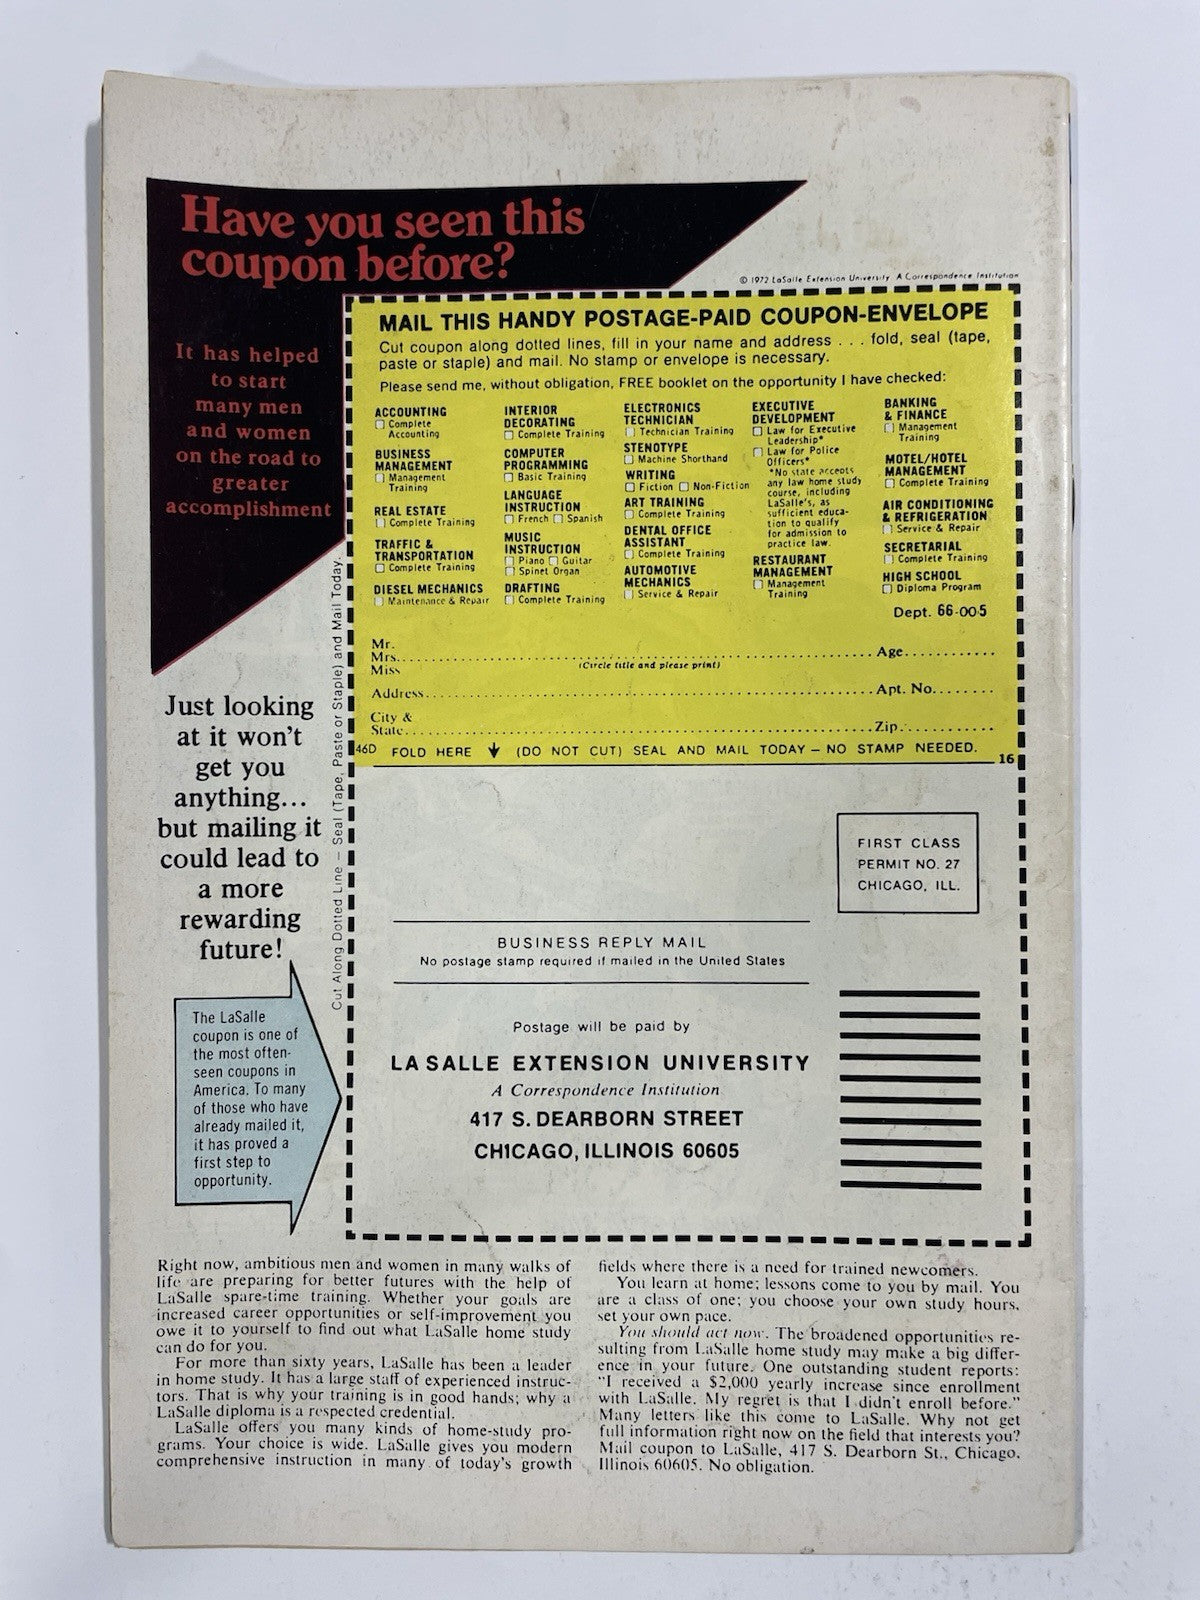 Have you seen this
coupon before?
It has helped
to start
many men
and women
on the road to
greater
accomplishment
© 1972 LaSalle Extension University A Correspondence Institution
MAIL THIS HANDY POSTAGE-PAID COUPON-ENVELOPE
Cut coupon along dotted lines, fill in your name and address . . . fold, seal (tape,
paste or staple) and mail. No stamp or envelope is necessary.
Please send me, without obligation, FREE booklet on the opportunity I have checked:
ACCOUNTING
☐ Complete
Accounting
BUSINESS
MANAGEMENT
☐ Management
Training
REAL ESTATE
☐ Complete Training
TRAFFIC &
TRANSPORTATION
☐ Complete Training
DIESEL MECHANICS
☐ Maintenance & Repair
INTERIOR
DECORATING
☐ Complete Training
COMPUTER
PROGRAMMING
☐ Basic Training
LANGUAGE
INSTRUCTION
☐ French ☐ Spanish
MUSIC
INSTRUCTION
☐ Piano ☐ Guitar
☐ Spinet Organ
DRAFTING
☐ Complete Training
ELECTRONICS
TECHNICIAN
☐ Technician Training
STENOTYPE
☐ Machine Shorthand
WRITING
☐ Fiction ☐ Non-Fiction
ART TRAINING
☐ Complete Training
DENTAL OFFICE
ASSISTANT
☐ Complete Training
AUTOMOTIVE
MECHANICS
☐ Service & Repair
EXECUTIVE
DEVELOPMENT
☐ Law for Executive
Leadership*
☐ Law for Police
Officers*
*No state accepts
any law home study
course, including
LaSalle's, as
sufficient educa-
tion to qualify
for admission to
practice law.
RESTAURANT
MANAGEMENT
☐ Management
Training
BANKING
& FINANCE
☐ Management
Training
MOTEL/HOTEL
MANAGEMENT
☐ Complete Training
AIR CONDITIONING
& REFRIGERATION
☐ Service & Repair
SECRETARIAL
☐ Complete Training
HIGH SCHOOL
☐ Diploma Program
Dept. 66-005
Mr.
Mrs. Age
Miss (Circle title and please print)
Address Apt. No.
City &
State Zip
46D FOLD HERE (DO NOT CUT) SEAL AND MAIL TODAY – NO STAMP NEEDED.
16
Cut Along Dotted Line – Seal (Tape, Paste or Staple) and Mail Today.
Just looking
at it won't
get you
anything...
but mailing it
could lead to
a more
rewarding
future!
FIRST CLASS
PERMIT NO. 27
CHICAGO, ILL.
BUSINESS REPLY MAIL
No postage stamp required if mailed in the United States
Postage will be paid by
LA SALLE EXTENSION UNIVERSITY
A Correspondence Institution
417 S. DEARBORN STREET
CHICAGO, ILLINOIS 60605
The LaSalle
coupon is one of
the most often-
seen coupons in
America. To many
of those who have
already mailed it,
it has proved a
first step to
opportunity.
Right now, ambitious men and women in many walks of
life are preparing for better futures with the help of
LaSalle spare-time training. Whether your goals are
increased career opportunities or self-improvement you
owe it to yourself to find out what LaSalle home study
can do for you.
For more than sixty years, LaSalle has been a leader
in home study. It has a large staff of experienced instruc-
tors. That is why your training is in good hands; why a
LaSalle diploma is a respected credential.
LaSalle offers you many kinds of home-study pro-
grams. Your choice is wide. LaSalle gives you modern
comprehensive instruction in many of today's growth
fields where there is a need for trained newcomers.
You learn at home; lessons come to you by mail. You
are a class of one; you choose your own study hours,
set your own pace.
You should act now. The broadened opportunities re-
sulting from LaSalle home study may make a big differ-
ence in your future. One outstanding student reports:
"I received a $2,000 yearly increase since enrollment
with LaSalle. My regret is that I didn't enroll before."
Many letters like this come to LaSalle. Why not get
full information right now on the field that interests you?
Mail coupon to LaSalle, 417 S. Dearborn St., Chicago,
Illinois 60605. No obligation.